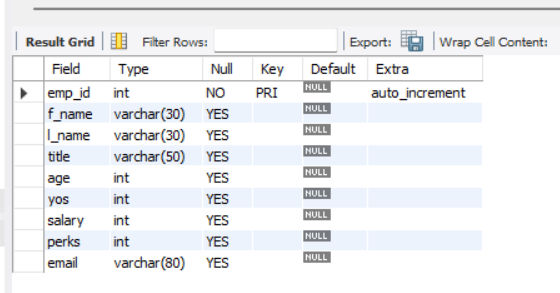 Result Grid Filter Rows: Export: Wrap Cell Content:
Field Type Null Key Default Extra
emp_id int NO PRI NULL auto_increment
f_name varchar(30) YES NULL
l_name varchar(30) YES NULL
title varchar(50) YES NULL
age int YES NULL
yos int YES NULL
salary int YES NULL
perks int YES NULL
email varchar(80) YES NULL